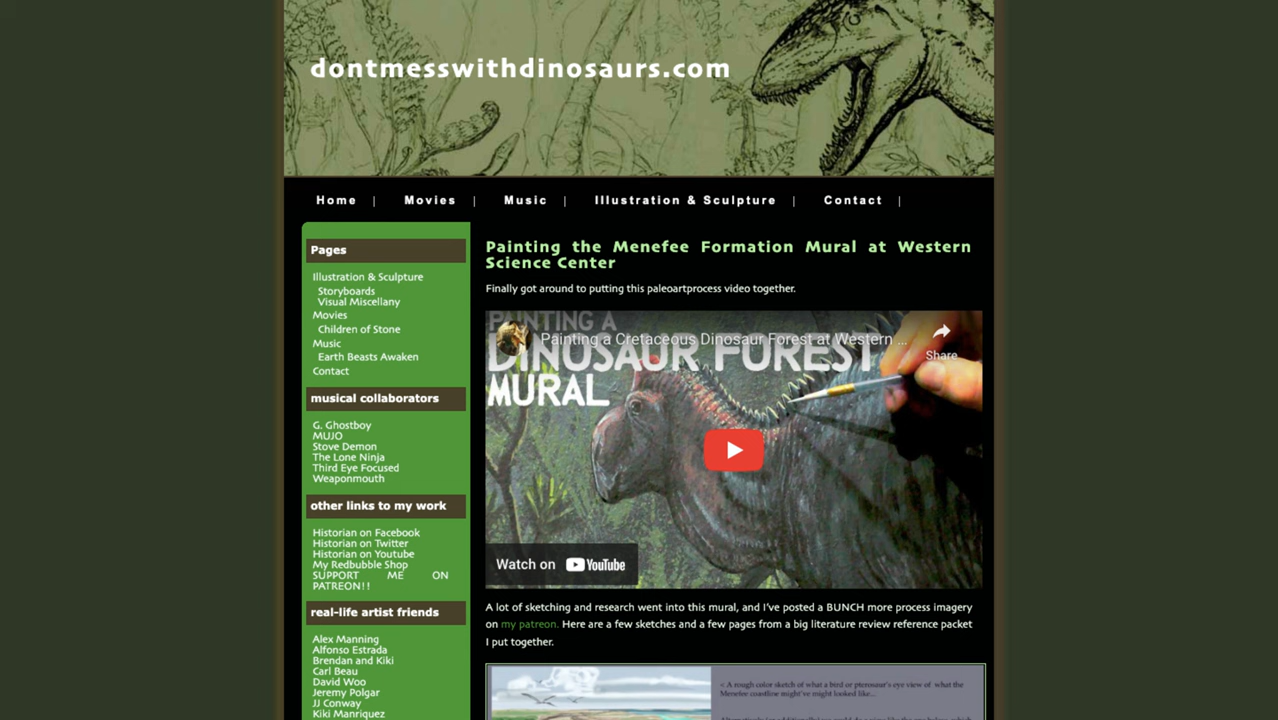 dontmesswithdinosaurs.com
Home | Movies | Music | Illustration & Sculpture | Contact |
Pages
Illustration & Sculpture
Storyboards
Visual Miscellany
Movies
Children of Stone
Music
Earth Beasts Awaken
Contact
musical collaborators
G. Ghostboy
MUJO
Stove Demon
The Lone Ninja
Third Eye Focused
Weaponmouth
other links to my work
Historian on Facebook
Historian on Twitter
Historian on Youtube
My Redbubble Shop
SUPPORT ME ON
PATREON!!
real-life artist friends
Alex Manning
Alfonso Estrada
Brendan and Kiki
Carl Beau
David Woo
Jeremy Polgar
JJ Conway
Kiki Manriquez
Painting the Menefee Formation Mural at Western
Science Center
Finally got around to putting this paleoartprocess video together.
PAINTING A
Painting a Cretaceous Dinosaur Forest at Western ...
Share
DINOSAUR FOREST
MURAL
Watch on YouTube
A lot of sketching and research went into this mural, and I've posted a BUNCH more process imagery
on my patreon. Here are a few sketches and a few pages from a big literature review reference packet
I put together.
< A rough color sketch of what a bird or pterosaur's eye view of what the
Menefee coastline might've might looked like...